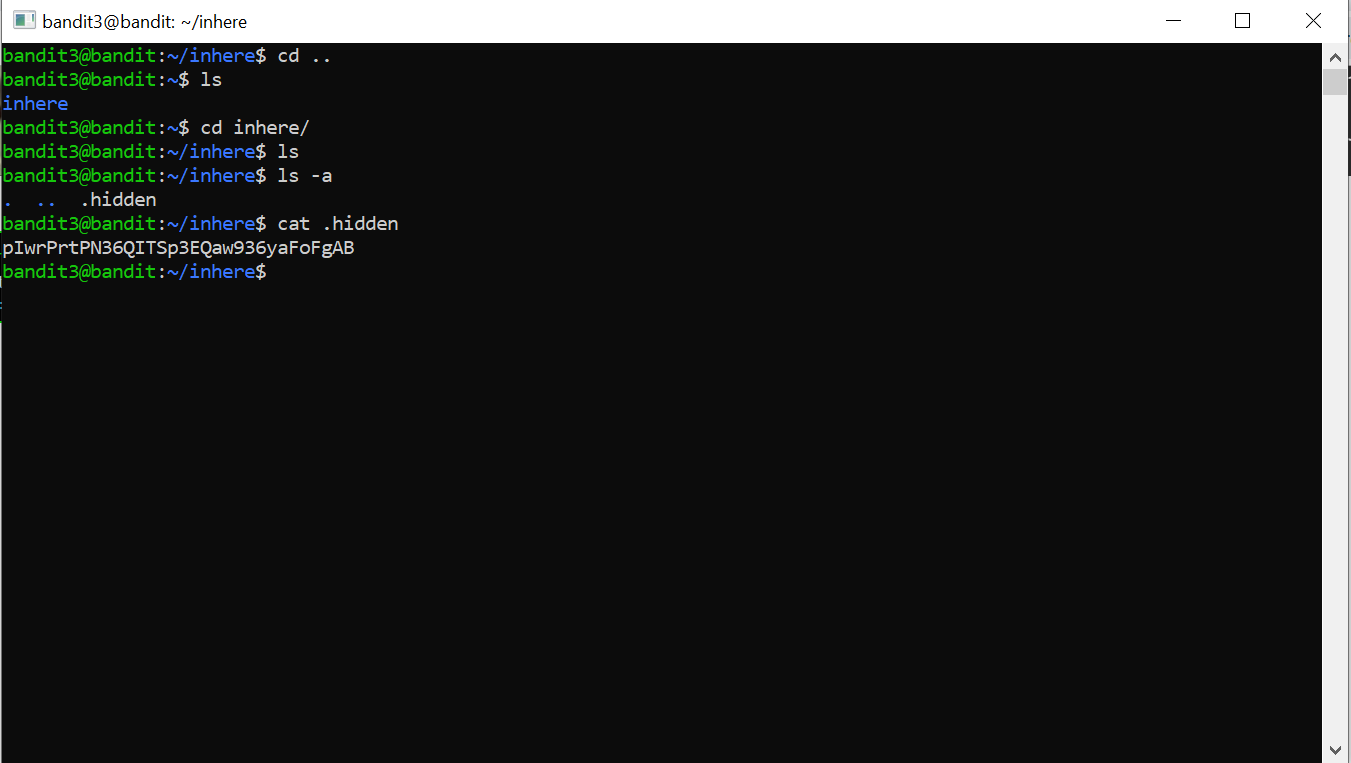 bandit3@bandit: ~/inhere
bandit3@bandit:~/inhere$ cd ..
bandit3@bandit:~$ ls
inhere
bandit3@bandit:~$ cd inhere/
bandit3@bandit:~/inhere$ ls
bandit3@bandit:~/inhere$ ls -a
.  ..  .hidden
bandit3@bandit:~/inhere$ cat .hidden
pIwrPrtPN36QITSp3EQaw936yaFoFgAB
bandit3@bandit:~/inhere$